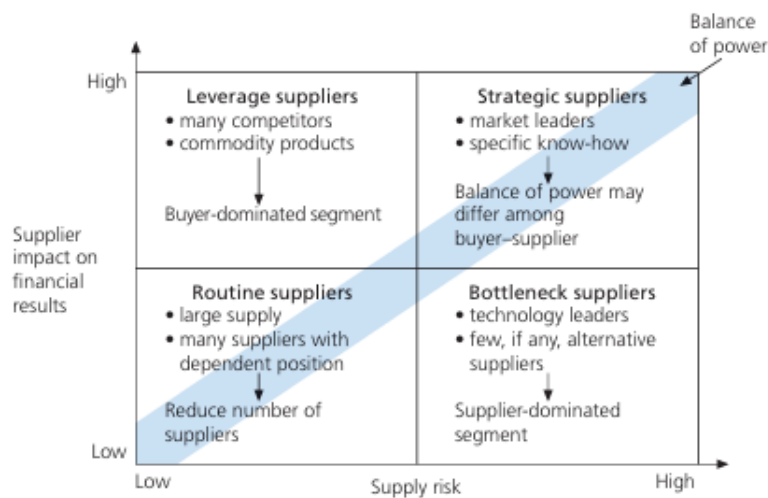 Balance
of power
High
Leverage suppliers
• many competitors
• commodity products
Buyer-dominated segment
Strategic suppliers
• market leaders
• specific know-how
Balance of power may
differ among
buyer–supplier
Supplier
impact on
financial
results
Routine suppliers
• large supply
• many suppliers with
dependent position
Reduce number of
suppliers
Bottleneck suppliers
• technology leaders
• few, if any, alternative
suppliers
Supplier-dominated
segment
Low
Low
Supply risk
High